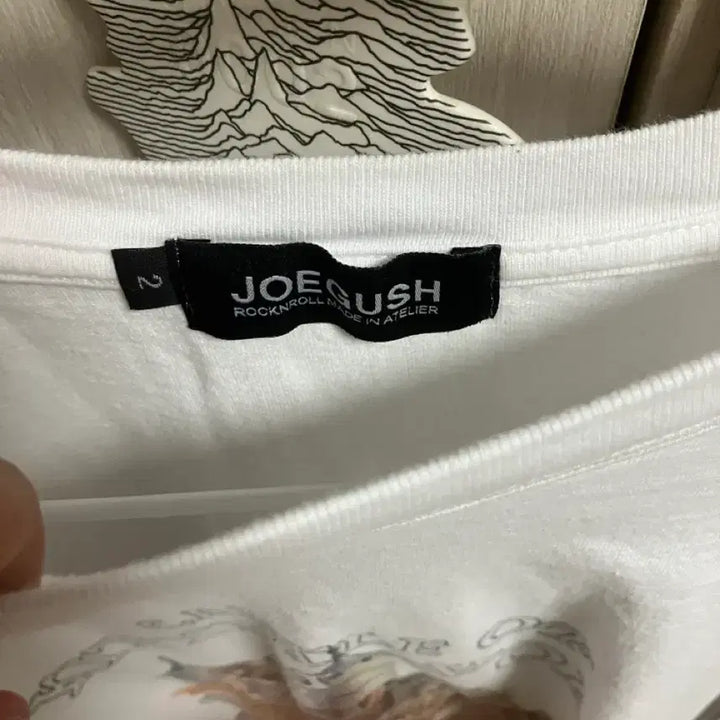 2
JOEGUSH
ROCKNROLL MADE IN ATELIER